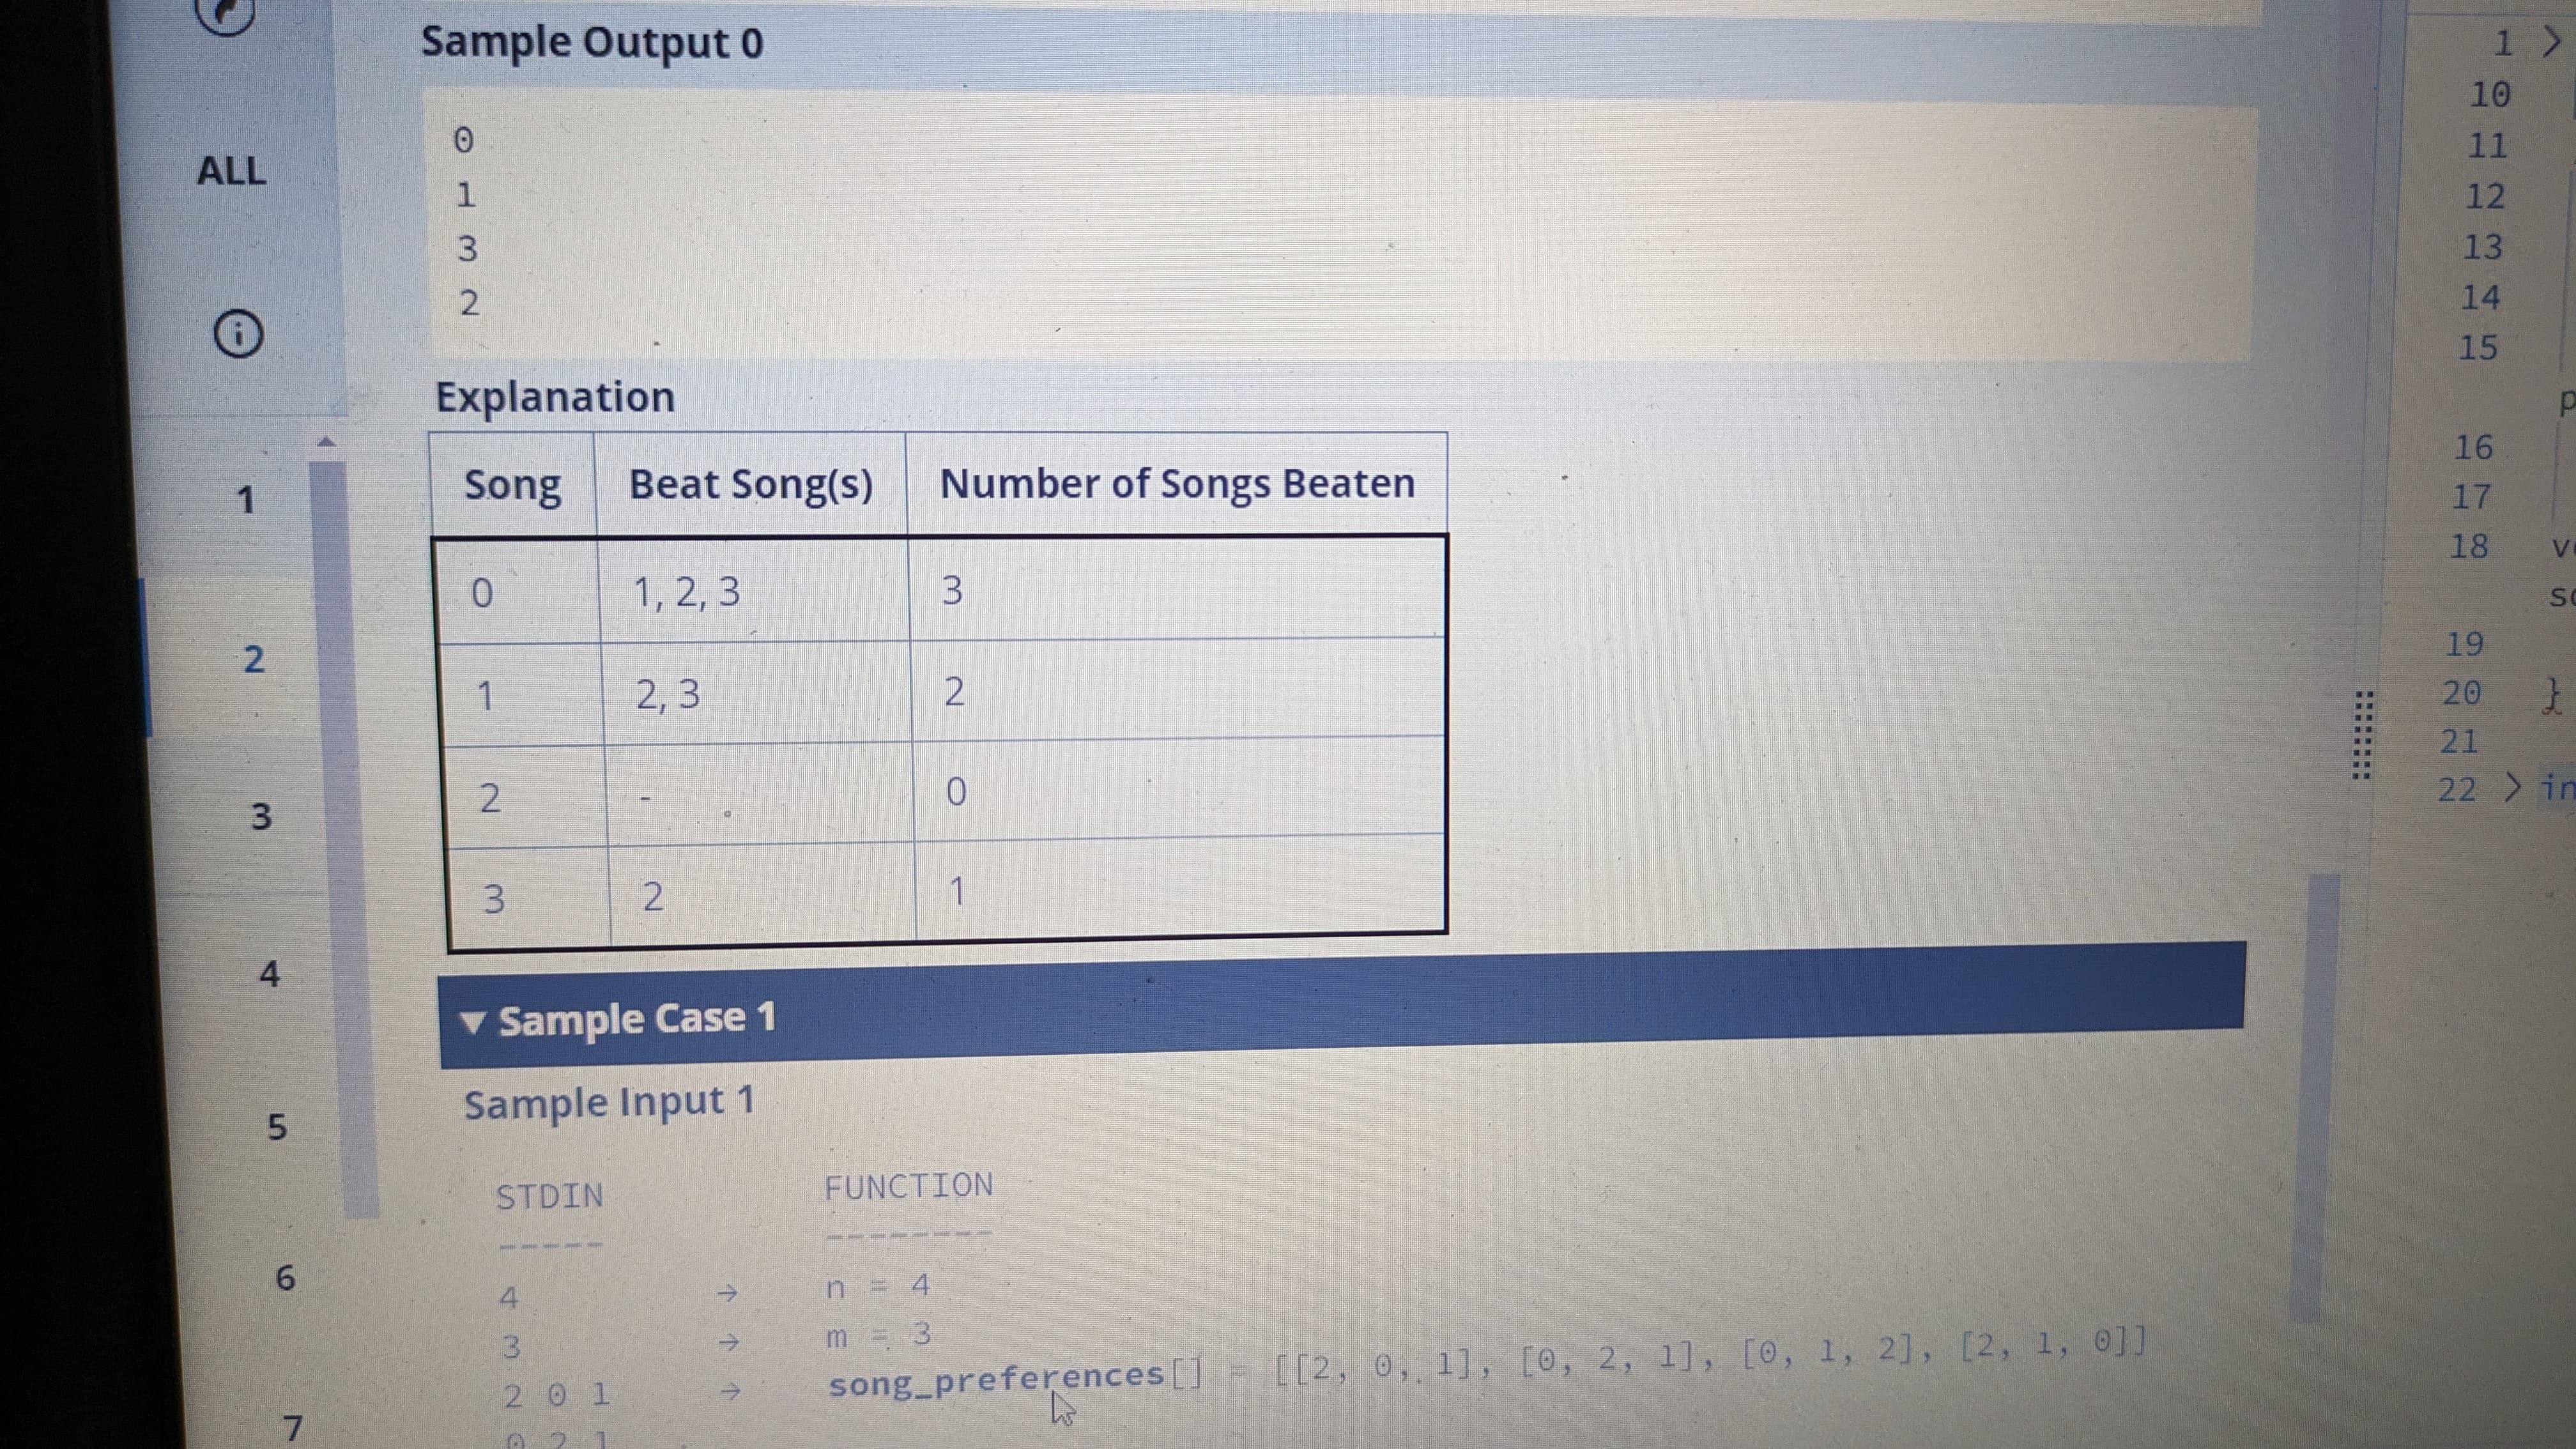 Sample Output 0
0
1
3
2
Explanation
Song Beat Song(s) Number of Songs Beaten
0 1, 2, 3 3
1 2, 3 2
2 - 0
3 2 1
▼ Sample Case 1
Sample Input 1
STDIN FUNCTION
----- --------
4 → n = 4
3 → m = 3
2 0 1 → song_preferences[] = [[2, 0, 1], [0, 2, 1], [0, 1, 2], [2, 1, 0]]
0 2 1
ALL
1
2
3
4
5
6
7
1 >
10
11
12
13
14
15
p
16
17
18
19
20 }
21
22 > in